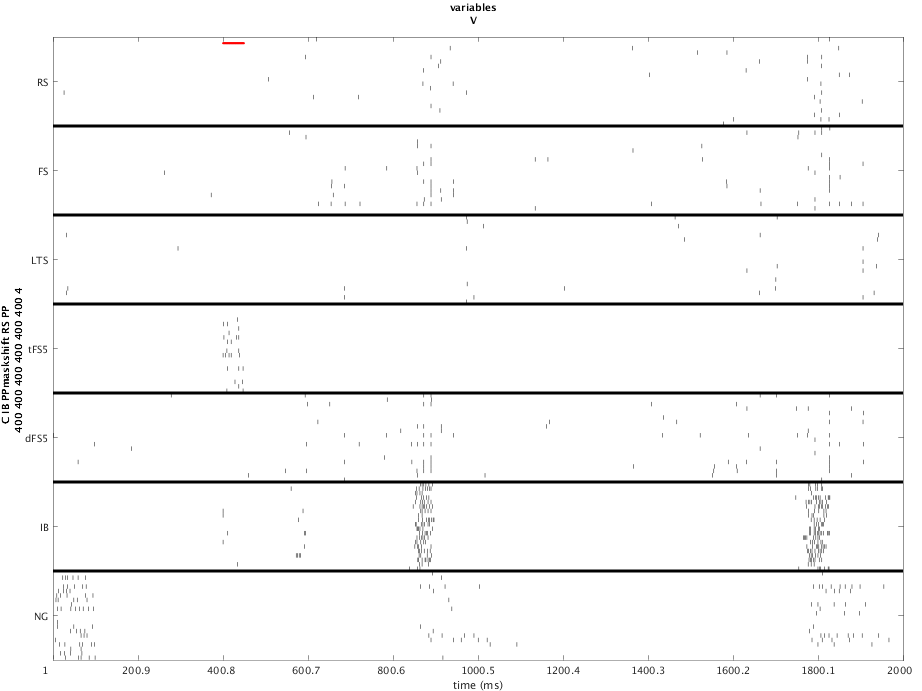 variables
V
RS
FS
LTS
tFS5
dFS5
IB
NG
C IB PPmaskshift RS PP
400 400 400 400 400 400 4
1 200.9 400.8 600.7 800.6 1000.5 1200.4 1400.3 1600.2 1800.1 2000
time (ms)